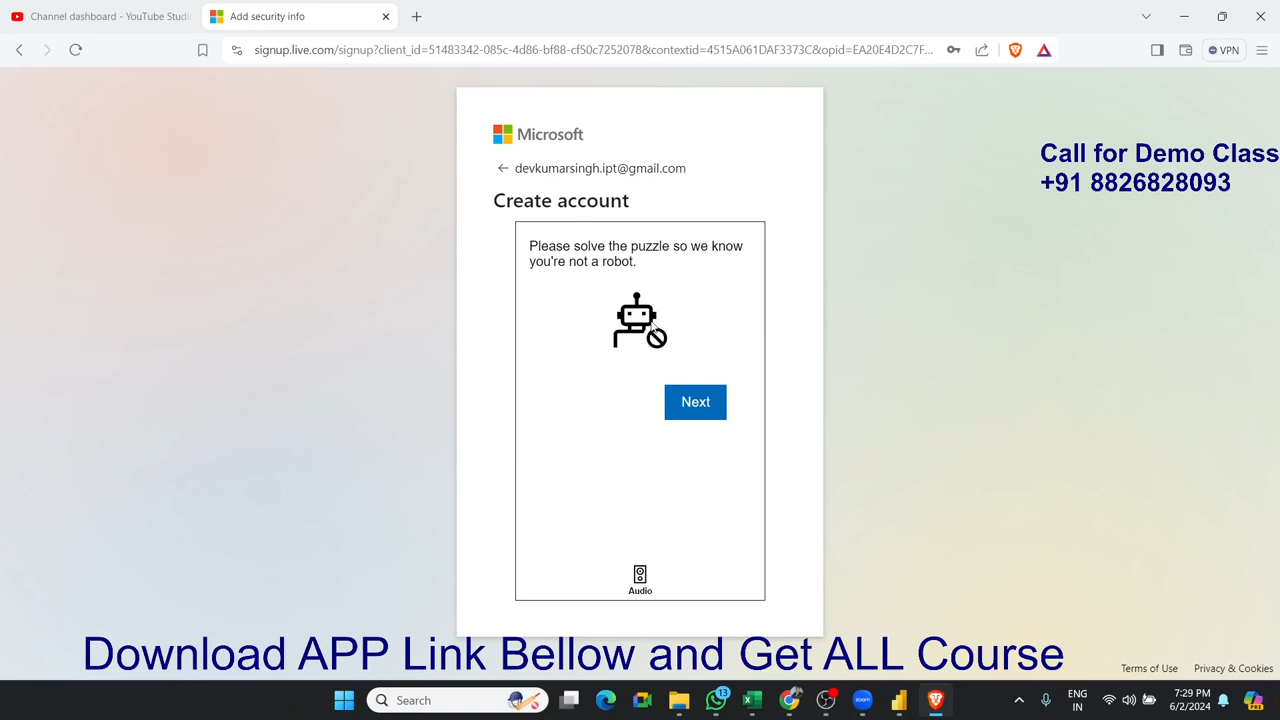 Channel dashboard - YouTube Studi
Add security info
signup.live.com/signup?client_id=51483342-085c-4d86-bf88-cf50c7252078&contextid=4515A061DAF3373C&opid=EA20E4D2C7F...
VPN
Microsoft
devkumarsingh.ipt@gmail.com
Create account
Please solve the puzzle so we know
you're not a robot.
Next
Audio
Call for Demo Class
+91 8826828093
Download APP Link Bellow and Get ALL Course
Terms of Use
Privacy & Cookies
Search
13
ENG
IN
7:29 PM
6/2/2024